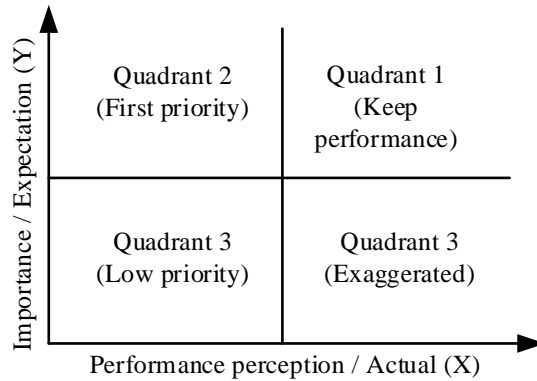 Importance / Expectation (Y)
Quadrant 2
(First priority)
Quadrant 1
(Keep
performance)
Quadrant 3
(Low priority)
Quadrant 3
(Exaggerated)
Performance perception / Actual (X)